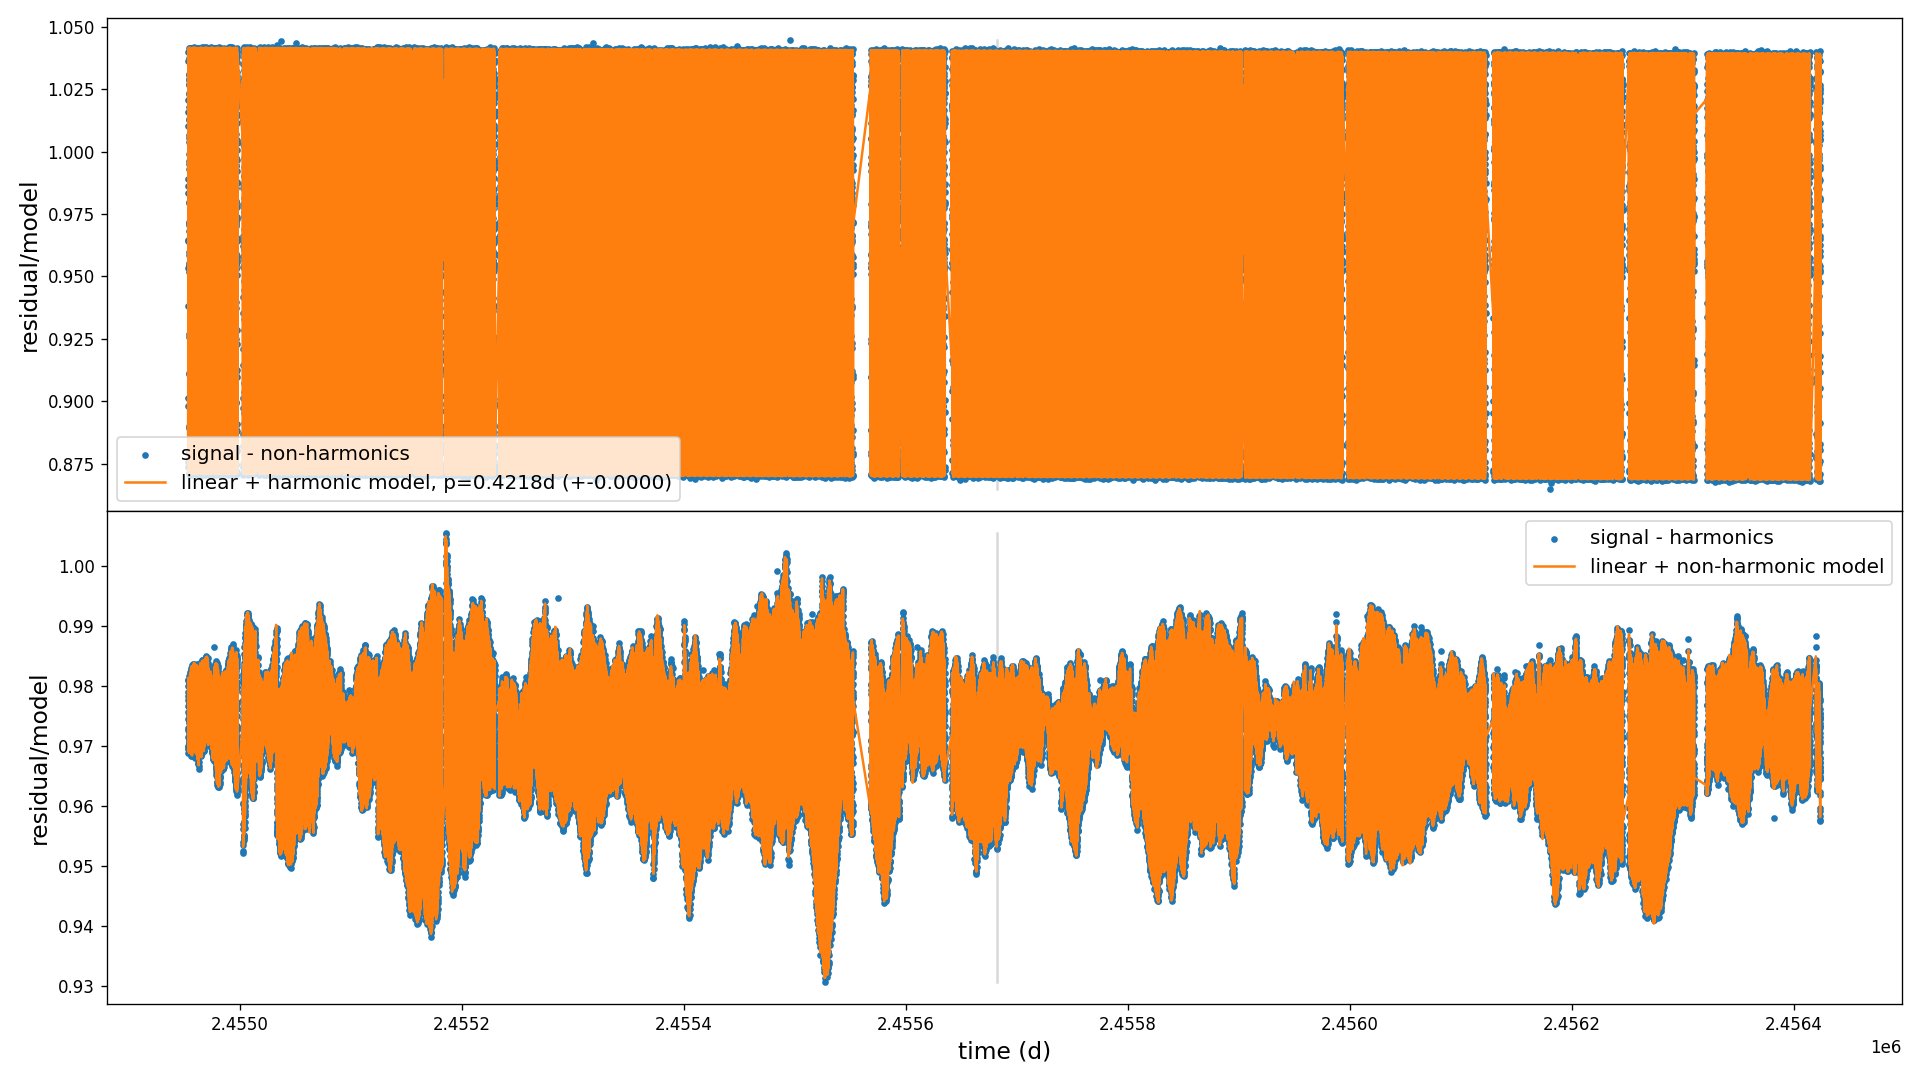 1.050
1.025
1.000
0.975
0.950
0.925
0.900
0.875
residual/model
signal - non-harmonics
linear + harmonic model, p=0.4218d (+-0.0000)
signal - harmonics
linear + non-harmonic model
1.00
0.99
0.98
0.97
0.96
0.95
0.94
0.93
residual/model
2.4550 2.4552 2.4554 2.4556 2.4558 2.4560 2.4562 2.4564
1e6
time (d)